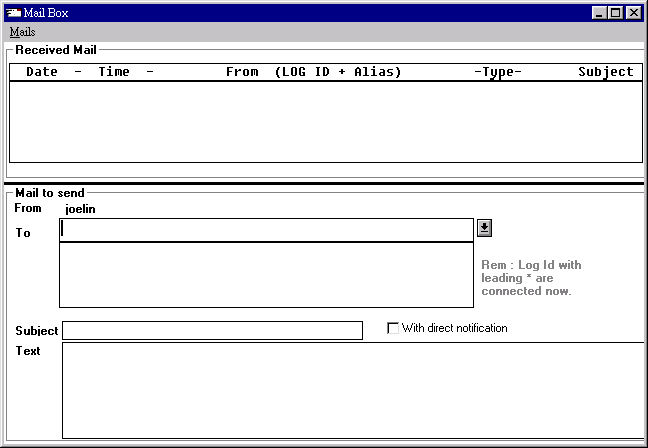 Mail Box
Mails
Received Mail
Date - Time - From (LOG ID + Alias) -Type- Subject
Mail to send
From joelin
To
Rem : Log Id with
leading * are
connected now.
Subject With direct notification
Text